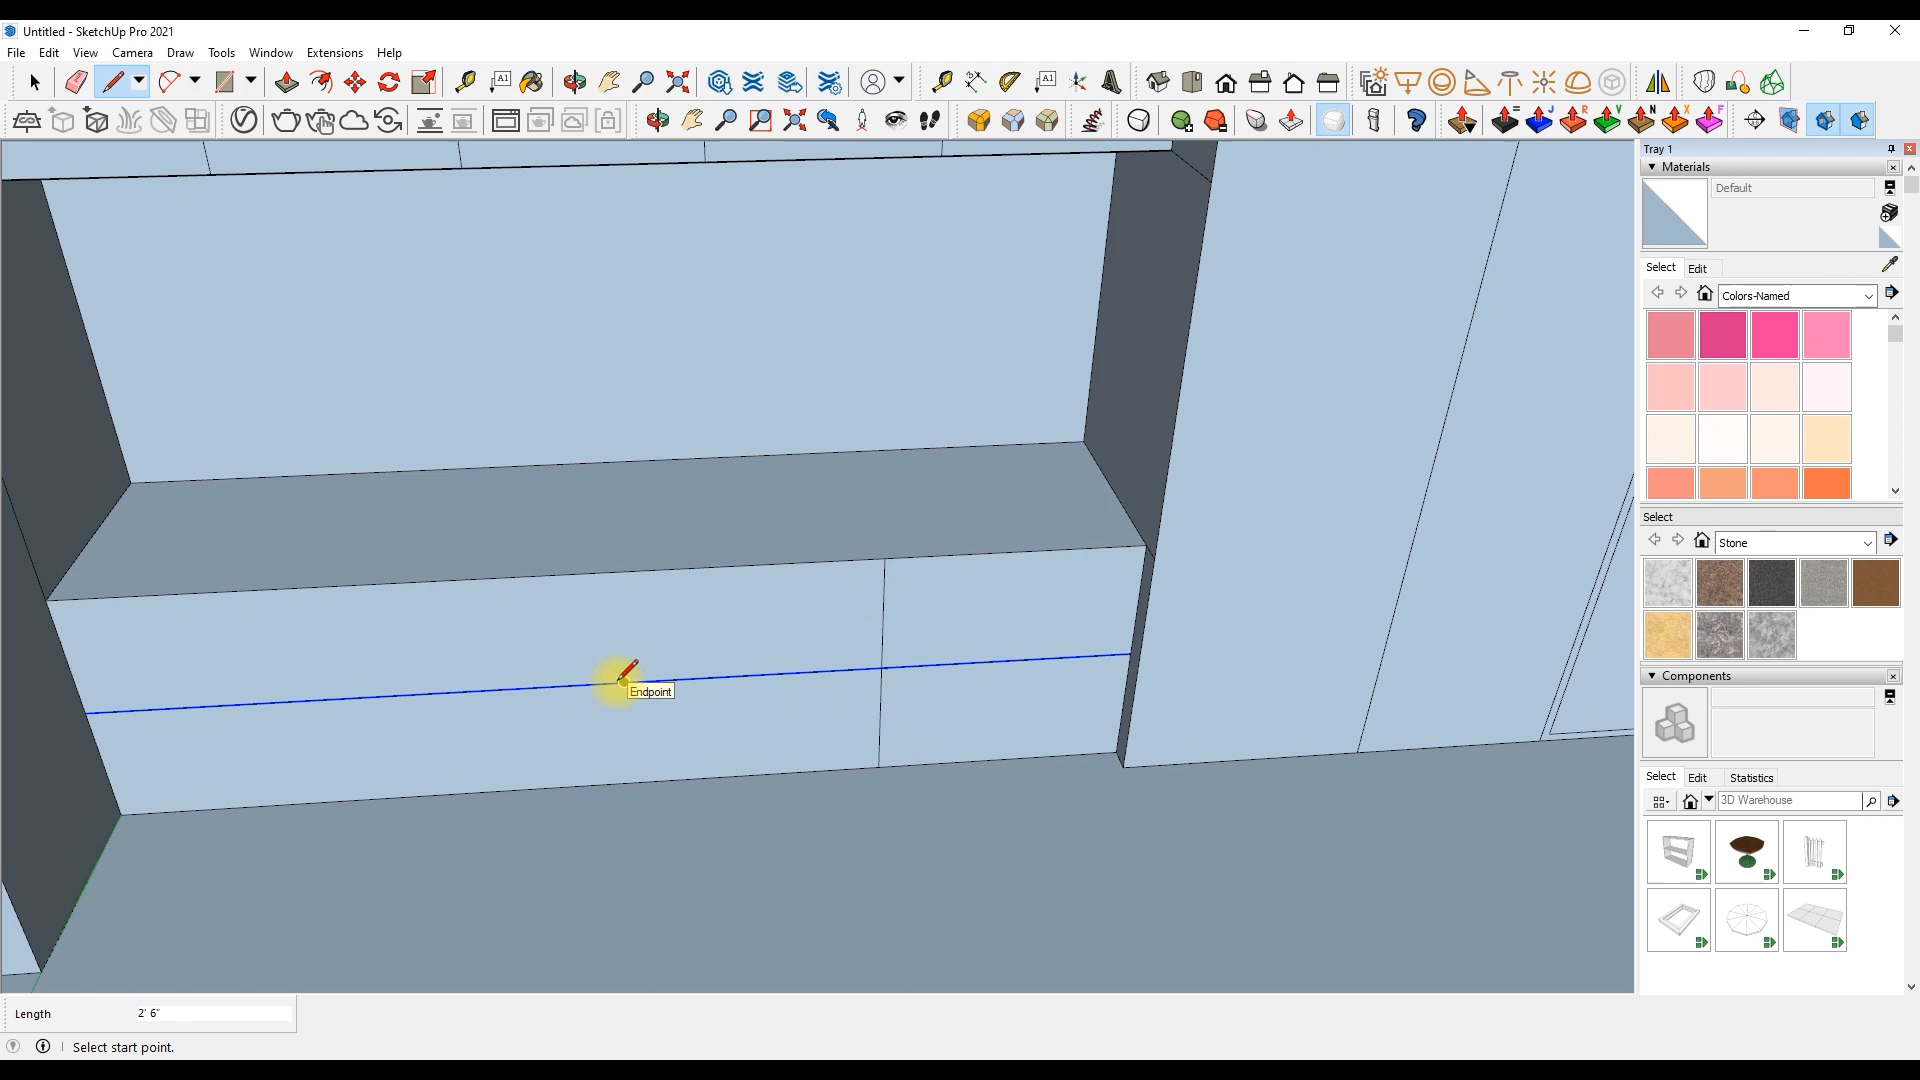 Untitled - SketchUp Pro 2021
File Edit View Camera Draw Tools Window Extensions Help
Tray 1
Materials
Default
Select Edit
Colors-Named
Select
Stone
Components
Select Edit Statistics
3D Warehouse
Endpoint
Length 2' 6"
Select start point.